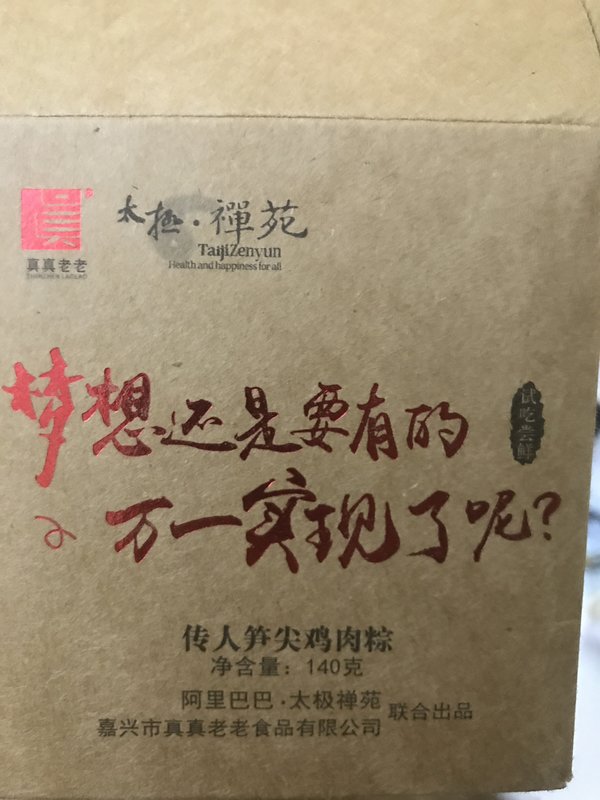 真真老老
ZHENZHEN LAOLAO
太极·禪苑
TaijiZenyun
Health and happiness for all
梦想还是要有的
试吃尝鲜
万一实现了呢?
传人笋尖鸡肉粽
净含量：140克
阿里巴巴·太极禅苑
嘉兴市真真老老食品有限公司
联合出品